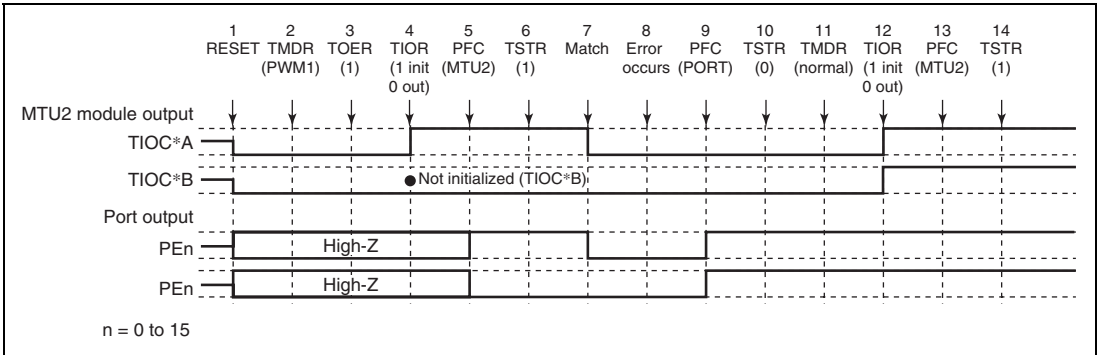 1 2 3 4 5 6 7 8 9 10 11 12 13 14
RESET TMDR TOER TIOR PFC TSTR Match Error PFC TSTR TMDR TIOR PFC TSTR
(PWM1) (1) (1 init (MTU2) (1) occurs (PORT) (0) (normal) (1 init (MTU2) (1)
0 out) 0 out)
MTU2 module output
TIOC*A
TIOC*B Not initialized (TIOC*B)
Port output
PEn High-Z
PEn High-Z
n = 0 to 15